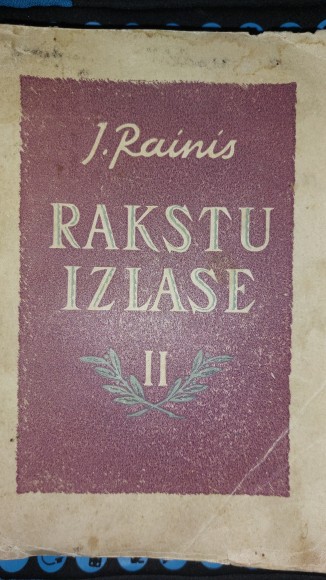 J. Rainis
RAKSTU
IZLASE
II